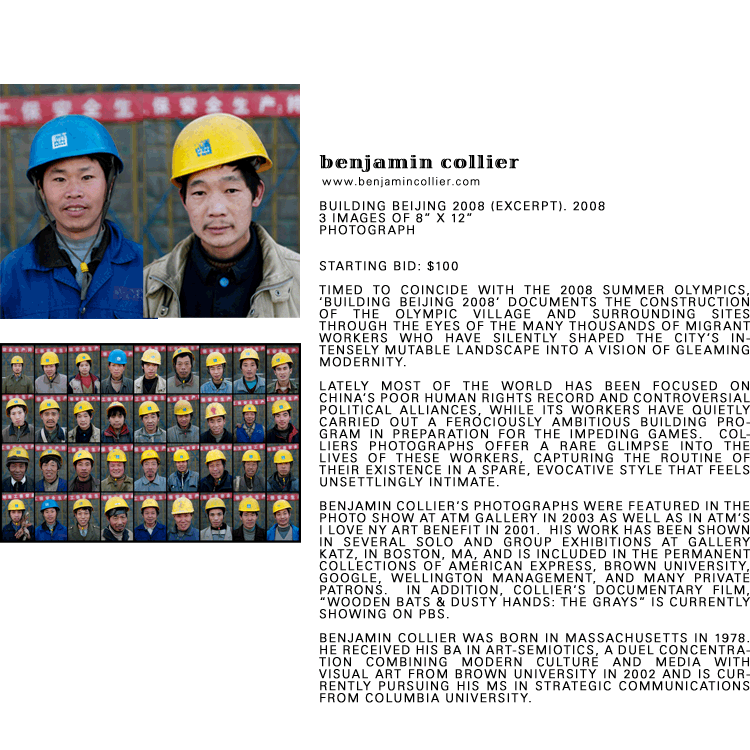 工保安全生
保安全生产
benjamin collier
www.benjamincollier.com
BUILDING BEIJING 2008 (EXCERPT). 2008
3 IMAGES OF 8” X 12”
PHOTOGRAPH
STARTING BID: $100
TIMED TO COINCIDE WITH THE 2008 SUMMER OLYMPICS,
‘BUILDING BEIJING 2008’ DOCUMENTS THE CONSTRUCTION
OF THE OLYMPIC VILLAGE AND SURROUNDING SITES
THROUGH THE EYES OF THE MANY THOUSANDS OF MIGRANT
WORKERS WHO HAVE SILENTLY SHAPED THE CITY’S IN-
TENSELY MUTABLE LANDSCAPE INTO A VISION OF GLEAMING
MODERNITY.
LATELY MOST OF THE WORLD HAS BEEN FOCUSED ON
CHINA’S POOR HUMAN RIGHTS RECORD AND CONTROVERSIAL
POLITICAL ALLIANCES, WHILE ITS WORKERS HAVE QUIETLY
CARRIED OUT A FEROCIOUSLY AMBITIOUS BUILDING PRO-
GRAM IN PREPARATION FOR THE IMPEDING GAMES. COL-
LIERS PHOTOGRAPHS OFFER A RARE GLIMPSE INTO THE
LIVES OF THESE WORKERS, CAPTURING THE ROUTINE OF
THEIR EXISTENCE IN A SPARE, EVOCATIVE STYLE THAT FEELS
UNSETTLINGLY INTIMATE.
BENJAMIN COLLIER’S PHOTOGRAPHS WERE FEATURED IN THE
PHOTO SHOW AT ATM GALLERY IN 2003 AS WELL AS IN ATM’S
I LOVE NY ART BENEFIT IN 2001. HIS WORK HAS BEEN SHOWN
IN SEVERAL SOLO AND GROUP EXHIBITIONS AT GALLERY
KATZ, IN BOSTON, MA, AND IS INCLUDED IN THE PERMANENT
COLLECTIONS OF AMERICAN EXPRESS, BROWN UNIVERSITY,
GOOGLE, WELLINGTON MANAGEMENT, AND MANY PRIVATE
PATRONS. IN ADDITION, COLLIER’S DOCUMENTARY FILM,
“WOODEN BATS & DUSTY HANDS: THE GRAYS” IS CURRENTLY
SHOWING ON PBS.
BENJAMIN COLLIER WAS BORN IN MASSACHUSETTS IN 1978.
HE RECEIVED HIS BA IN ART-SEMIOTICS, A DUEL CONCENTRA-
TION COMBINING MODERN CULTURE AND MEDIA WITH
VISUAL ART FROM BROWN UNIVERSITY IN 2002 AND IS CUR-
RENTLY PURSUING HIS MS IN STRATEGIC COMMUNICATIONS
FROM COLUMBIA UNIVERSITY.